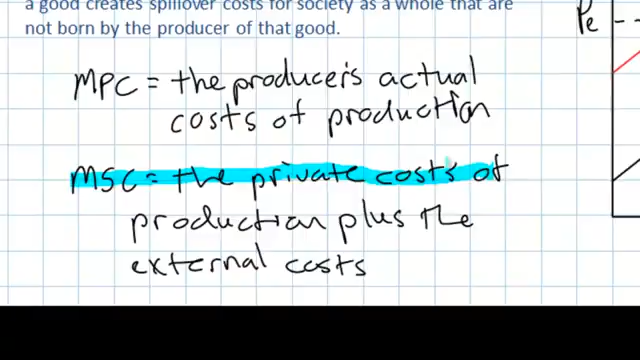 a good creates spillover costs for society as a whole that are
not born by the producer of that good.
Pe
MPC = the producer's actual
costs of production
MSC = the private costs of
production plus the
external costs